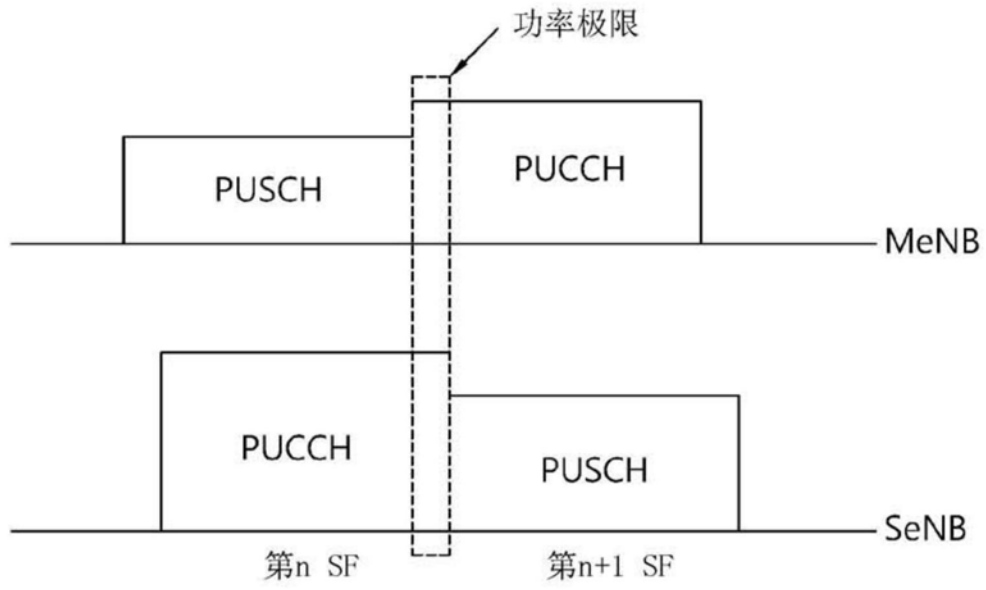 功率极限
PUSCH
PUCCH
MeNB
PUCCH
PUSCH
SeNB
第n SF
第n+1 SF